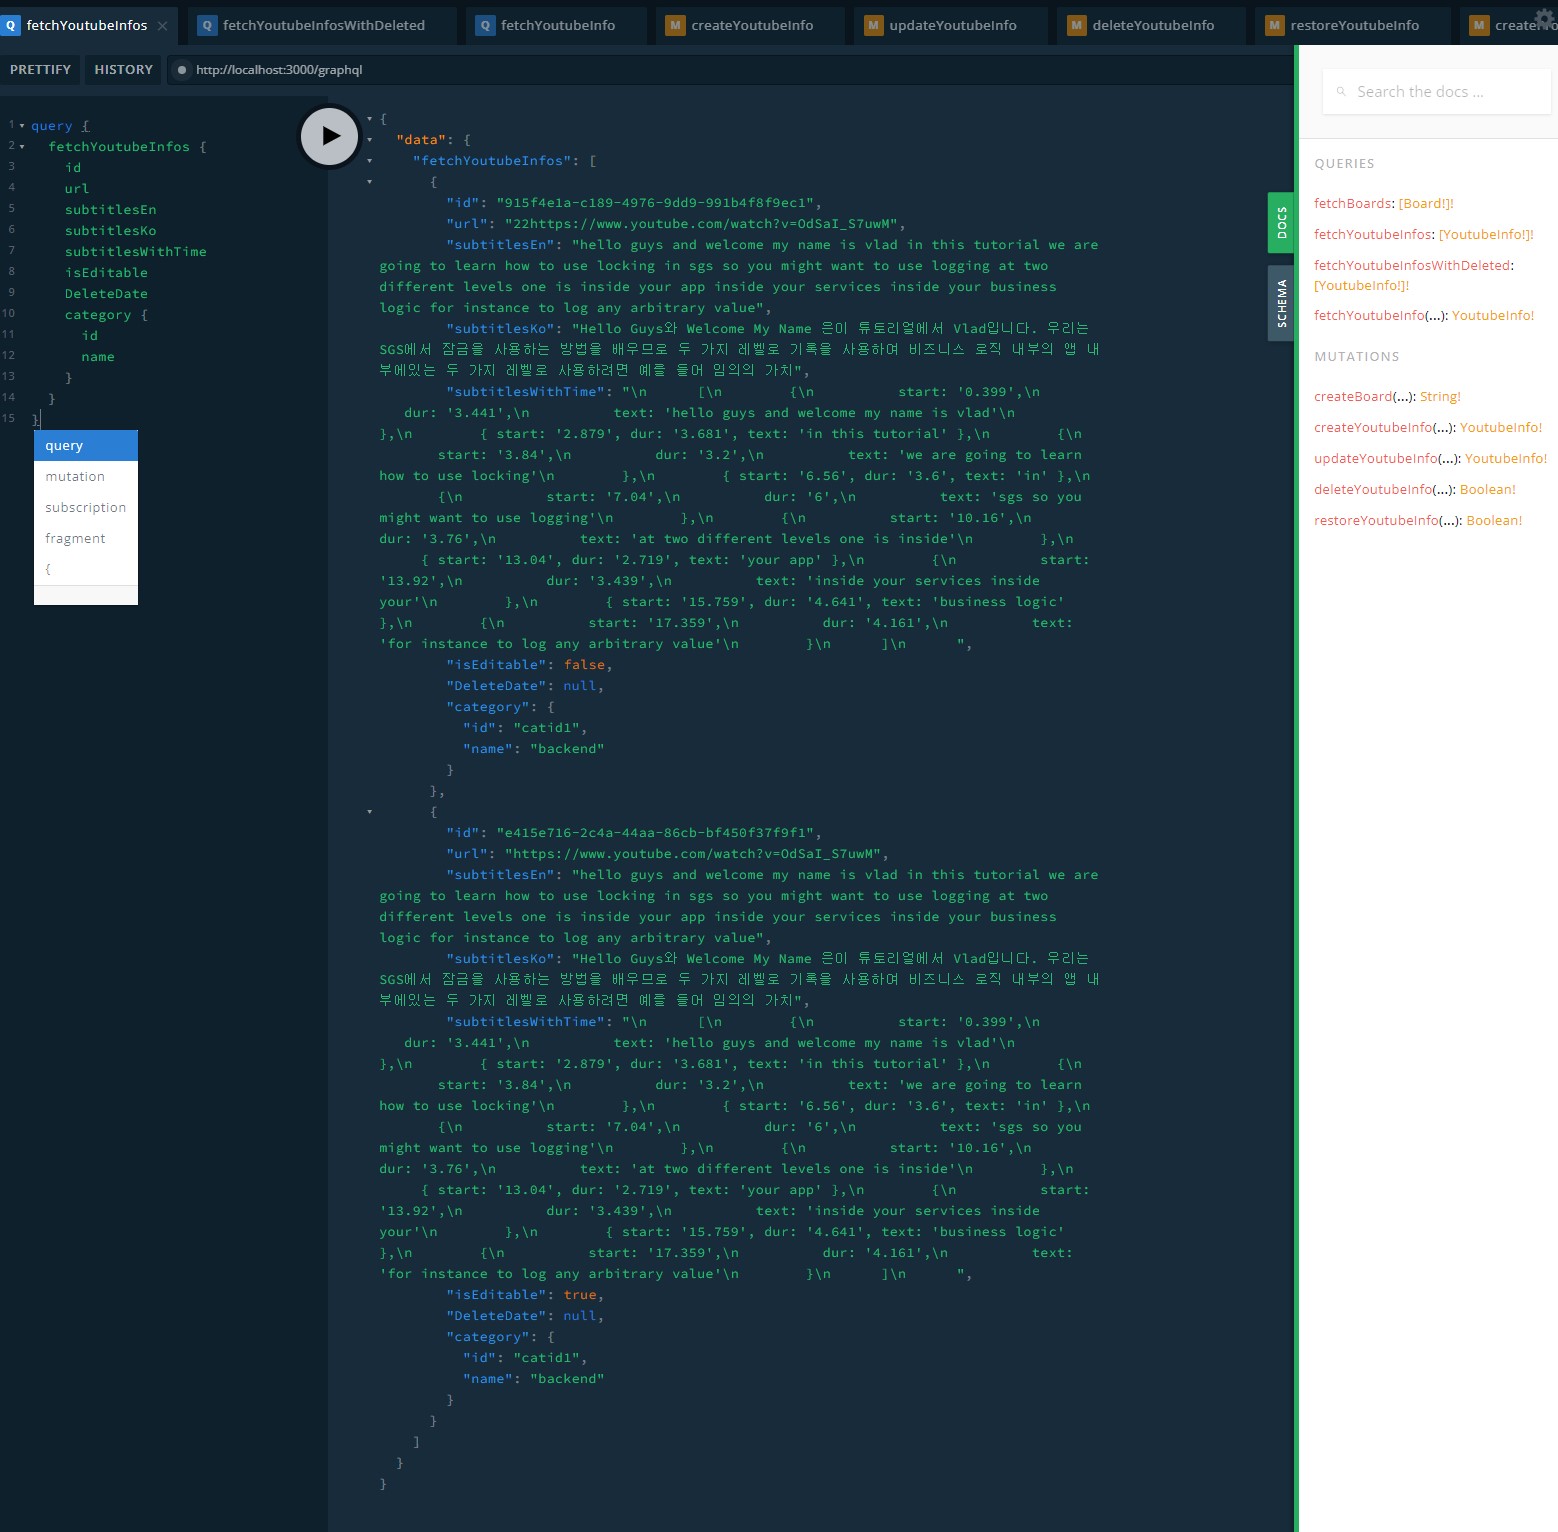 Q fetchYoutubeInfos × Q fetchYoutubeInfosWithDeleted Q fetchYoutubeInfo M createYoutubeInfo M updateYoutubeInfo M deleteYoutubeInfo M restoreYoutubeInfo M
PRETTIFY HISTORY http://localhost:3000/graphql
1 query {
2 fetchYoutubeInfos {
3 id
4 url
5 subtitlesEn
6 subtitlesKo
7 subtitlesWithTime
8 isEditable
9 DeleteDate
10 category {
11 id
12 name
13 }
14 }
15 }
query
mutation
subscription
fragment
{
{
"data": {
"fetchYoutubeInfos": [
{
"id": "915f4e1a-c189-4976-9dd9-991b4f8f9ec1",
"url": "22https://www.youtube.com/watch?v=OdSaI_S7uwM",
"subtitlesEn": "hello guys and welcome my name is vlad in this tutorial we are
going to learn how to use locking in sgs so you might want to use logging at two
different levels one is inside your app inside your services inside your business
logic for instance to log any arbitrary value",
"subtitlesKo": "Hello Guys와 Welcome My Name 은이 튜토리얼에서 Vlad입니다. 우리는
SGS에서 잠금을 사용하는 방법을 배우므로 두 가지 레벨로 기록을 사용하여 비즈니스 로직 내부의 앱 내
부에있는 두 가지 레벨로 사용하려면 예를 들어 임의의 가치",
"subtitlesWithTime": "\n [\n {\n start: '0.399',\n
dur: '3.441',\n text: 'hello guys and welcome my name is vlad'\n
},\n { start: '2.879', dur: '3.681', text: 'in this tutorial' },\n {\n
start: '3.84',\n dur: '3.2',\n text: 'we are going to learn
how to use locking'\n },\n { start: '6.56', dur: '3.6', text: 'in' },\n
{\n start: '7.04',\n dur: '6',\n text: 'sgs so you
might want to use logging'\n },\n {\n start: '10.16',\n
dur: '3.76',\n text: 'at two different levels one is inside'\n },\n
{ start: '13.04', dur: '2.719', text: 'your app' },\n {\n start:
'13.92',\n dur: '3.439',\n text: 'inside your services inside
your'\n },\n { start: '15.759', dur: '4.641', text: 'business logic'
},\n {\n start: '17.359',\n dur: '4.161',\n text:
'for instance to log any arbitrary value'\n }\n ]\n ",
"isEditable": false,
"DeleteDate": null,
"category": {
"id": "catid1",
"name": "backend"
}
},
{
"id": "e415e716-2c4a-44aa-86cb-bf450f37f9f1",
"url": "https://www.youtube.com/watch?v=OdSaI_S7uwM",
"subtitlesEn": "hello guys and welcome my name is vlad in this tutorial we are
going to learn how to use locking in sgs so you might want to use logging at two
different levels one is inside your app inside your services inside your business
logic for instance to log any arbitrary value",
"subtitlesKo": "Hello Guys와 Welcome My Name 은이 튜토리얼에서 Vlad입니다. 우리는
SGS에서 잠금을 사용하는 방법을 배우므로 두 가지 레벨로 기록을 사용하여 비즈니스 로직 내부의 앱 내
부에있는 두 가지 레벨로 사용하려면 예를 들어 임의의 가치",
"subtitlesWithTime": "\n [\n {\n start: '0.399',\n
dur: '3.441',\n text: 'hello guys and welcome my name is vlad'\n
},\n { start: '2.879', dur: '3.681', text: 'in this tutorial' },\n {\n
start: '3.84',\n dur: '3.2',\n text: 'we are going to learn
how to use locking'\n },\n { start: '6.56', dur: '3.6', text: 'in' },\n
{\n start: '7.04',\n dur: '6',\n text: 'sgs so you
might want to use logging'\n },\n {\n start: '10.16',\n
dur: '3.76',\n text: 'at two different levels one is inside'\n },\n
{ start: '13.04', dur: '2.719', text: 'your app' },\n {\n start:
'13.92',\n dur: '3.439',\n text: 'inside your services inside
your'\n },\n { start: '15.759', dur: '4.641', text: 'business logic'
},\n {\n start: '17.359',\n dur: '4.161',\n text:
'for instance to log any arbitrary value'\n }\n ]\n ",
"isEditable": true,
"DeleteDate": null,
"category": {
"id": "catid1",
"name": "backend"
}
}
]
}
}
DOCS
SCHEMA
Search the docs ...
QUERIES
fetchBoards: [Board!]!
fetchYoutubeInfos: [YoutubeInfo!]!
fetchYoutubeInfosWithDeleted:
[YoutubeInfo!]!
fetchYoutubeInfo(...): YoutubeInfo!
MUTATIONS
createBoard(...): String!
createYoutubeInfo(...): YoutubeInfo!
updateYoutubeInfo(...): YoutubeInfo!
deleteYoutubeInfo(...): Boolean!
restoreYoutubeInfo(...): Boolean!